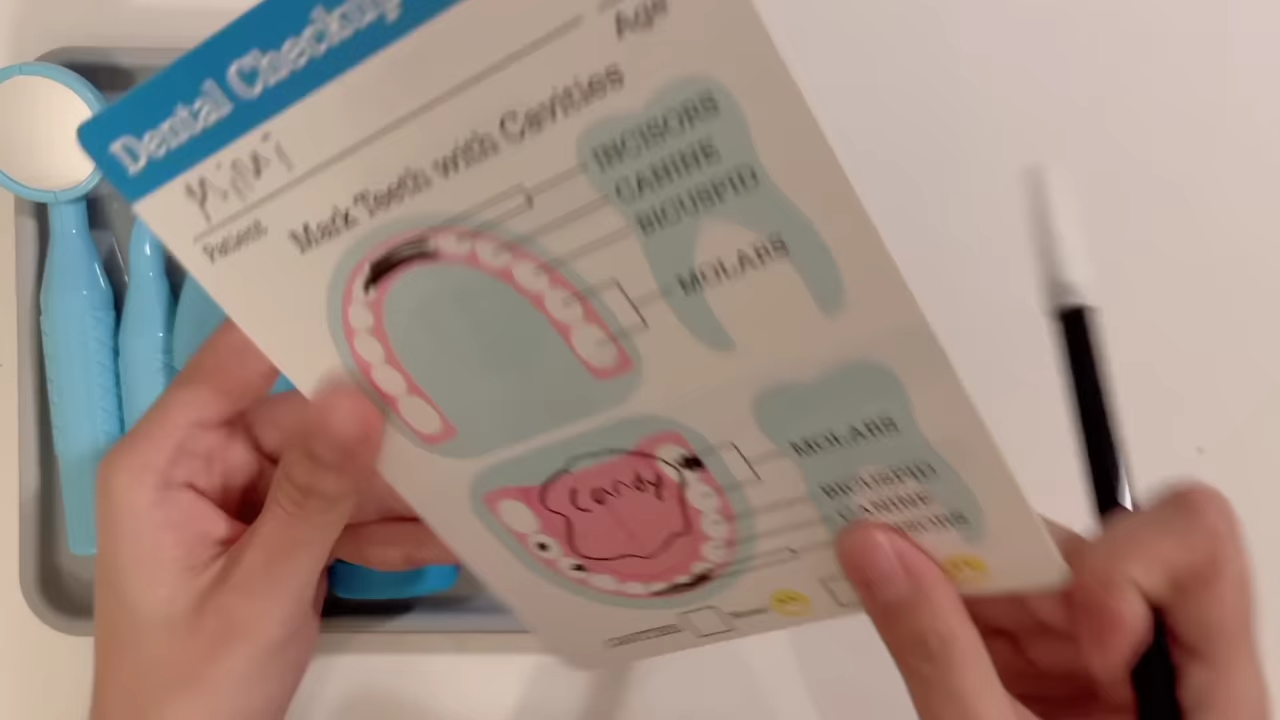 Dental Checkup
Age
Patient
Mark Teeth with Cavities
INCISORS
CANINE
BICUSPID
MOLARS
candy
MOLARS
BICUSPID
CANINE